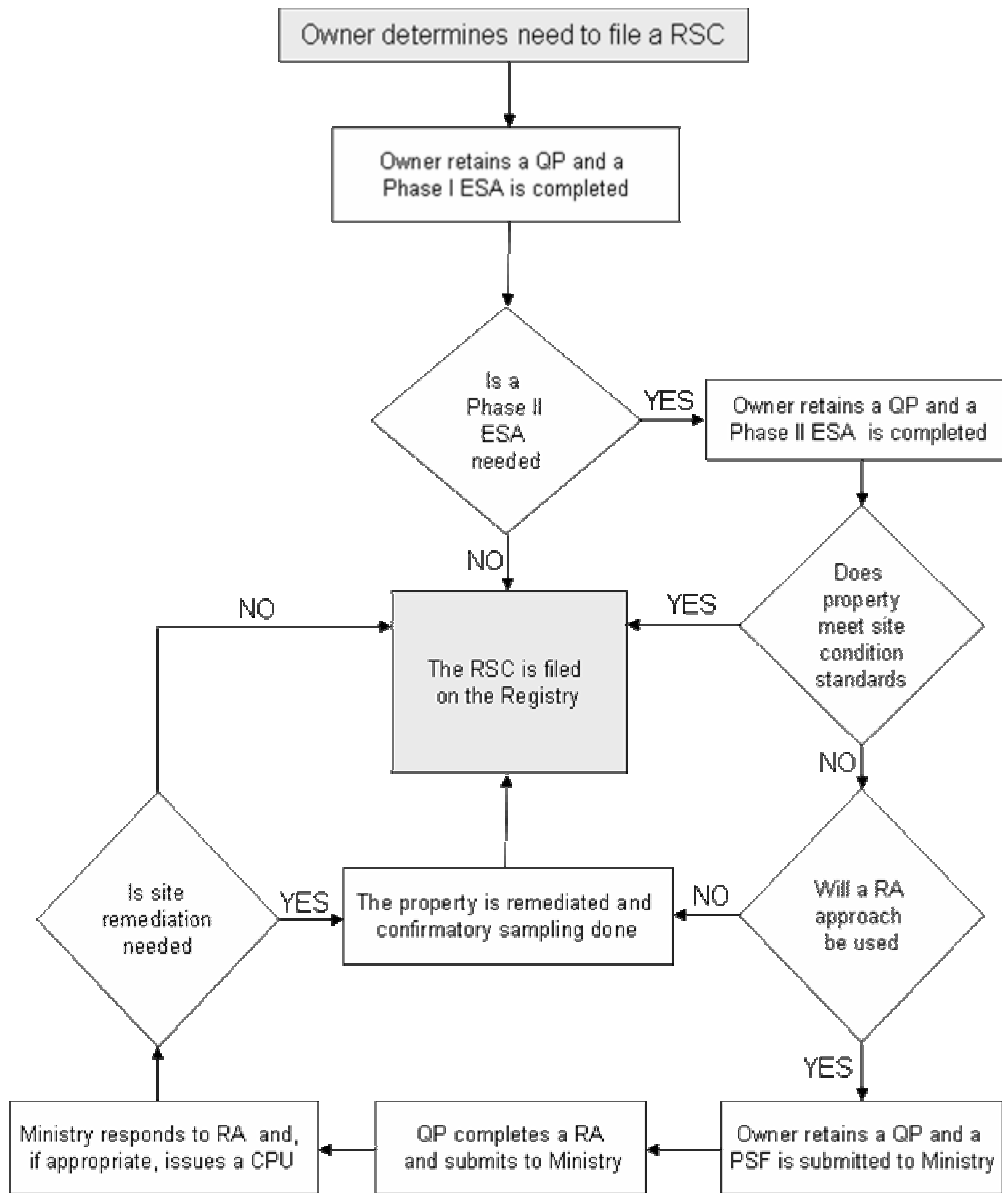 Owner determines need to file a RSC
Owner retains a QP and a
Phase I ESA is completed
Is a
Phase II
ESA
needed
YES
Owner retains a QP and a
Phase II ESA is completed
NO
Does
property
meet site
condition
standards
YES
NO
The RSC is filed
on the Registry
NO
Will a RA
approach
be used
NO
The property is remediated and
confirmatory sampling done
YES
Is site
remediation
needed
YES
Owner retains a QP and a
PSF is submitted to Ministry
QP completes a RA
and submits to Ministry
Ministry responds to RA and,
if appropriate, issues a CPU